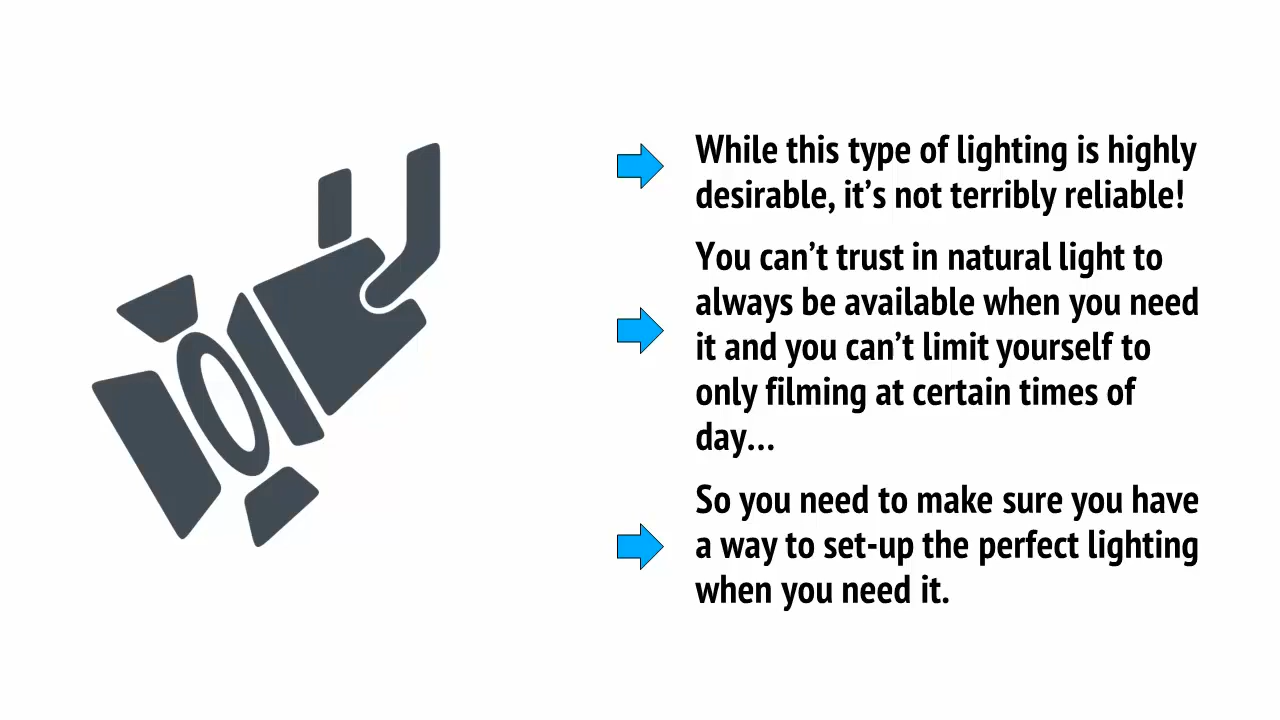 While this type of lighting is highly
desirable, it’s not terribly reliable!
You can’t trust in natural light to
always be available when you need
it and you can’t limit yourself to
only filming at certain times of
day…
So you need to make sure you have
a way to set-up the perfect lighting
when you need it.